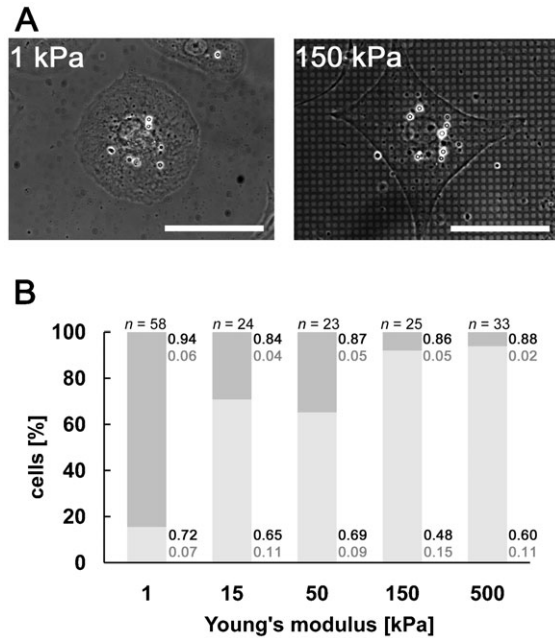 A
1 kPa
150 kPa
B
n = 58 n = 24 n = 23 n = 25 n = 33
100
0.94 0.84 0.87 0.86 0.88
0.06 0.04 0.05 0.05 0.02
80
60
40
20
0.72 0.65 0.69 0.48 0.60
0.07 0.11 0.09 0.15 0.11
0
cells [%]
1 15 50 150 500
Young's modulus [kPa]